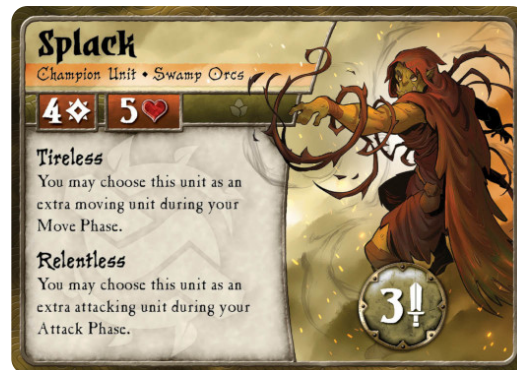 Splack
Champion Unit • Swamp Orcs
4 5
Tireless
You may choose this unit as an
extra moving unit during your
Move Phase.
Relentless
You may choose this unit as an
extra attacking unit during your
Attack Phase.
3